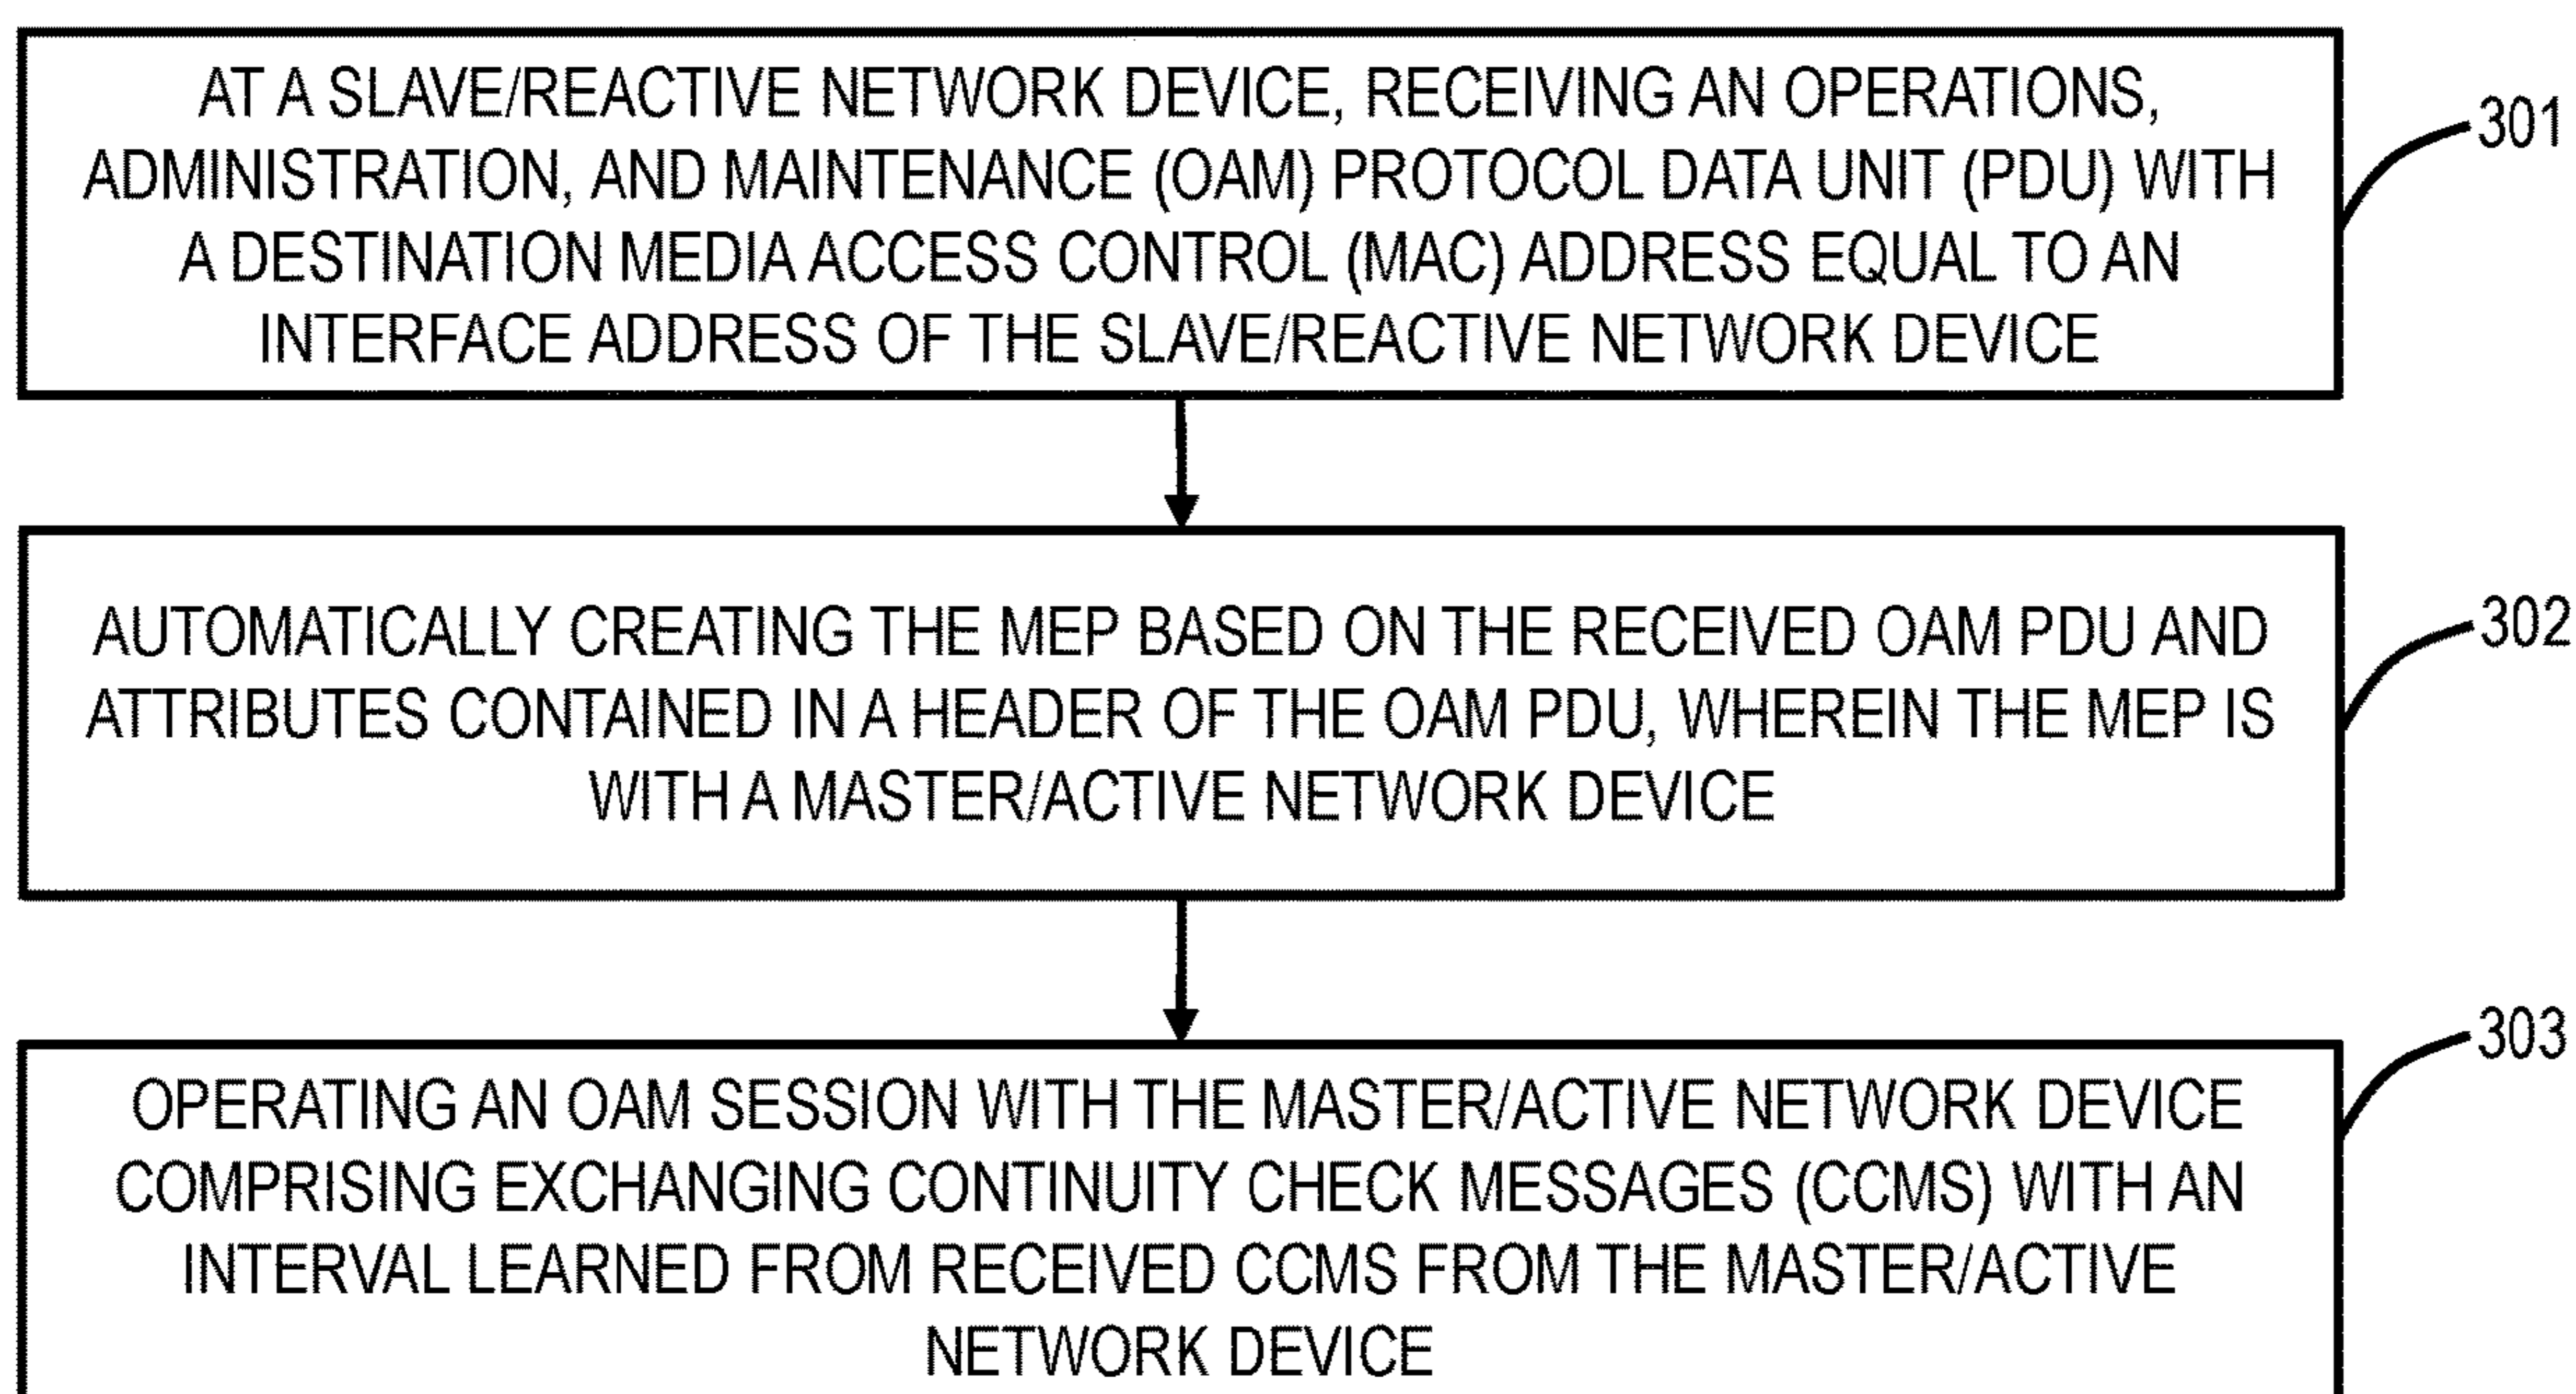 AT A SLAVE/REACTIVE NETWORK DEVICE, RECEIVING AN OPERATIONS,
ADMINISTRATION, AND MAINTENANCE (OAM) PROTOCOL DATA UNIT (PDU) WITH
A DESTINATION MEDIA ACCESS CONTROL (MAC) ADDRESS EQUAL TO AN
INTERFACE ADDRESS OF THE SLAVE/REACTIVE NETWORK DEVICE
301
AUTOMATICALLY CREATING THE MEP BASED ON THE RECEIVED OAM PDU AND
ATTRIBUTES CONTAINED IN A HEADER OF THE OAM PDU, WHEREIN THE MEP IS
WITH A MASTER/ACTIVE NETWORK DEVICE
302
OPERATING AN OAM SESSION WITH THE MASTER/ACTIVE NETWORK DEVICE
COMPRISING EXCHANGING CONTINUITY CHECK MESSAGES (CCMS) WITH AN
INTERVAL LEARNED FROM RECEIVED CCMS FROM THE MASTER/ACTIVE
NETWORK DEVICE
303